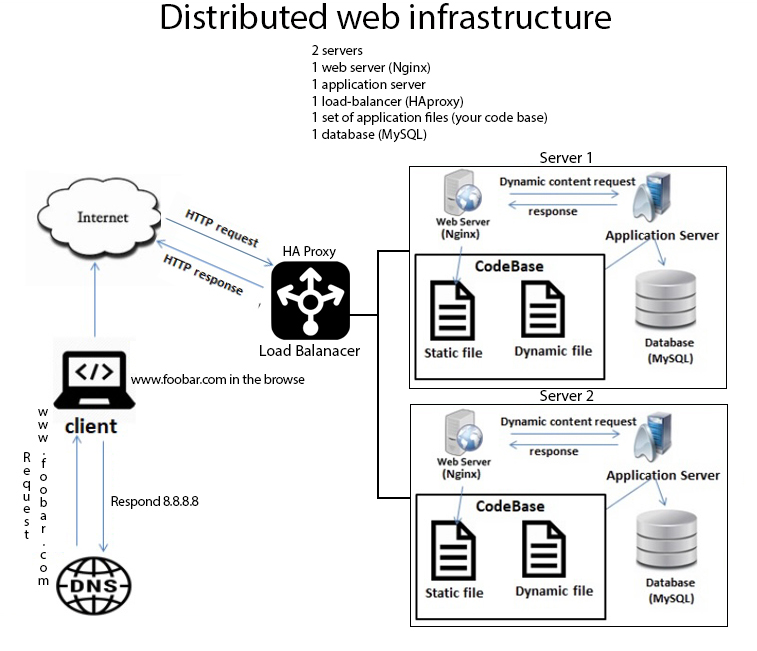 Distributed web infrastructure
2 servers
1 web server (Nginx)
1 application server
1 load-balancer (HAproxy)
1 set of application files (your code base)
1 database (MySQL)
Server 1
Dynamic content request
response
Web Server
(Nginx)
Application Server
CodeBase
Static file
Dynamic file
Database
(MySQL)
Internet
HTTP request
HTTP response
HA Proxy
Load Balanacer
www.foobar.com in the browse
client
www.foobar.com
Request
Respond 8.8.8.8
DNS
Server 2
Dynamic content request
response
Web Server
(Nginx)
Application Server
CodeBase
Static file
Dynamic file
Database
(MySQL)